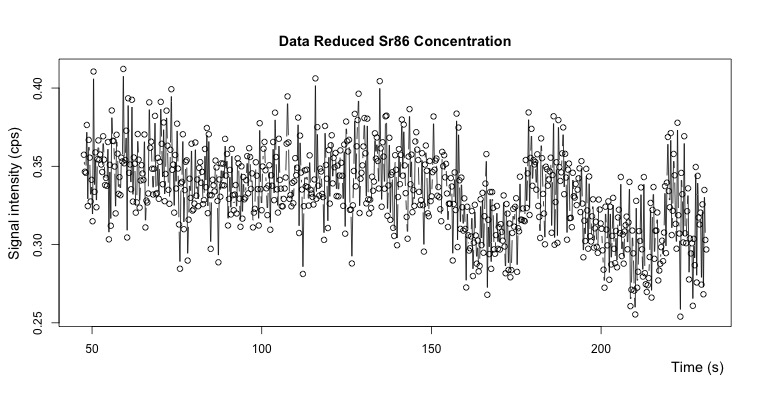 Data Reduced Sr86 Concentration
Signal intensity (cps)
0.40
0.35
0.30
0.25
50 100 150 200
Time (s)